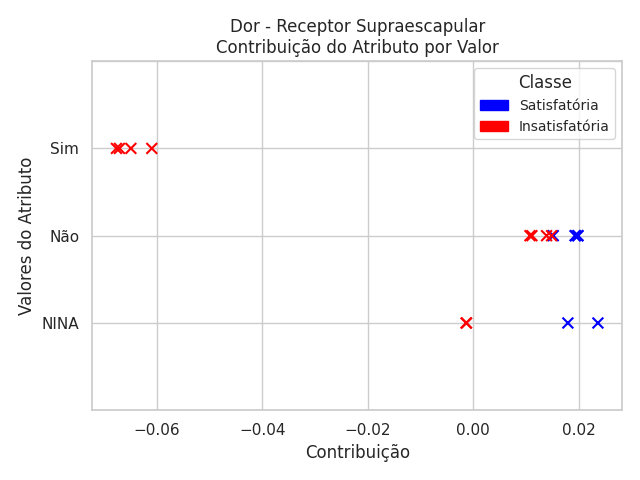 Dor - Receptor Supraescapular
Contribuição do Atributo por Valor
Classe
Satisfatória
Insatisfatória
Valores do Atributo
Sim
Não
NINA
−0.06 −0.04 −0.02 0.00 0.02
Contribuição